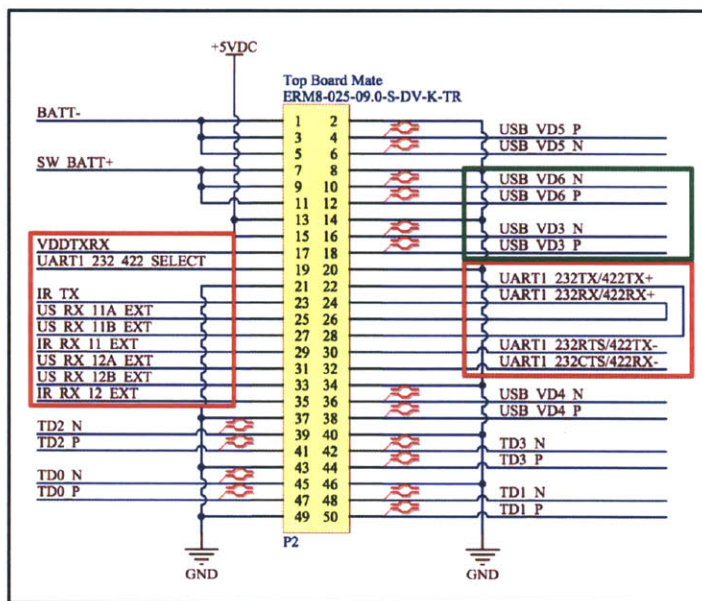 +5VDC
Top Board Mate
ERM8-025-09.0-S-DV-K-TR
BATT-
1 2
3 4 USB VD5 P
5 6 USB VD5 N
SW BATT+
7 8
9 10 USB VD6 N
11 12 USB VD6 P
13 14
15 16 USB VD3 N
VDDTXRX 17 18 USB VD3 P
UART1 232 422 SELECT 19 20
21 22 UART1 232TX/422TX+
IR TX 23 24 UART1 232RX/422RX+
US RX 11A EXT 25 26
US RX 11B EXT 27 28
IR RX 11 EXT 29 30 UART1 232RTS/422TX-
US RX 12A EXT 31 32 UART1 232CTS/422RX-
US RX 12B EXT 33 34
IR RX 12 EXT 35 36 USB VD4 N
37 38 USB VD4 P
TD2 N 39 40
TD2 P 41 42 TD3 N
43 44 TD3 P
TD0 N 45 46
TD0 P 47 48 TD1 N
49 50 TD1 P
P2
GND GND